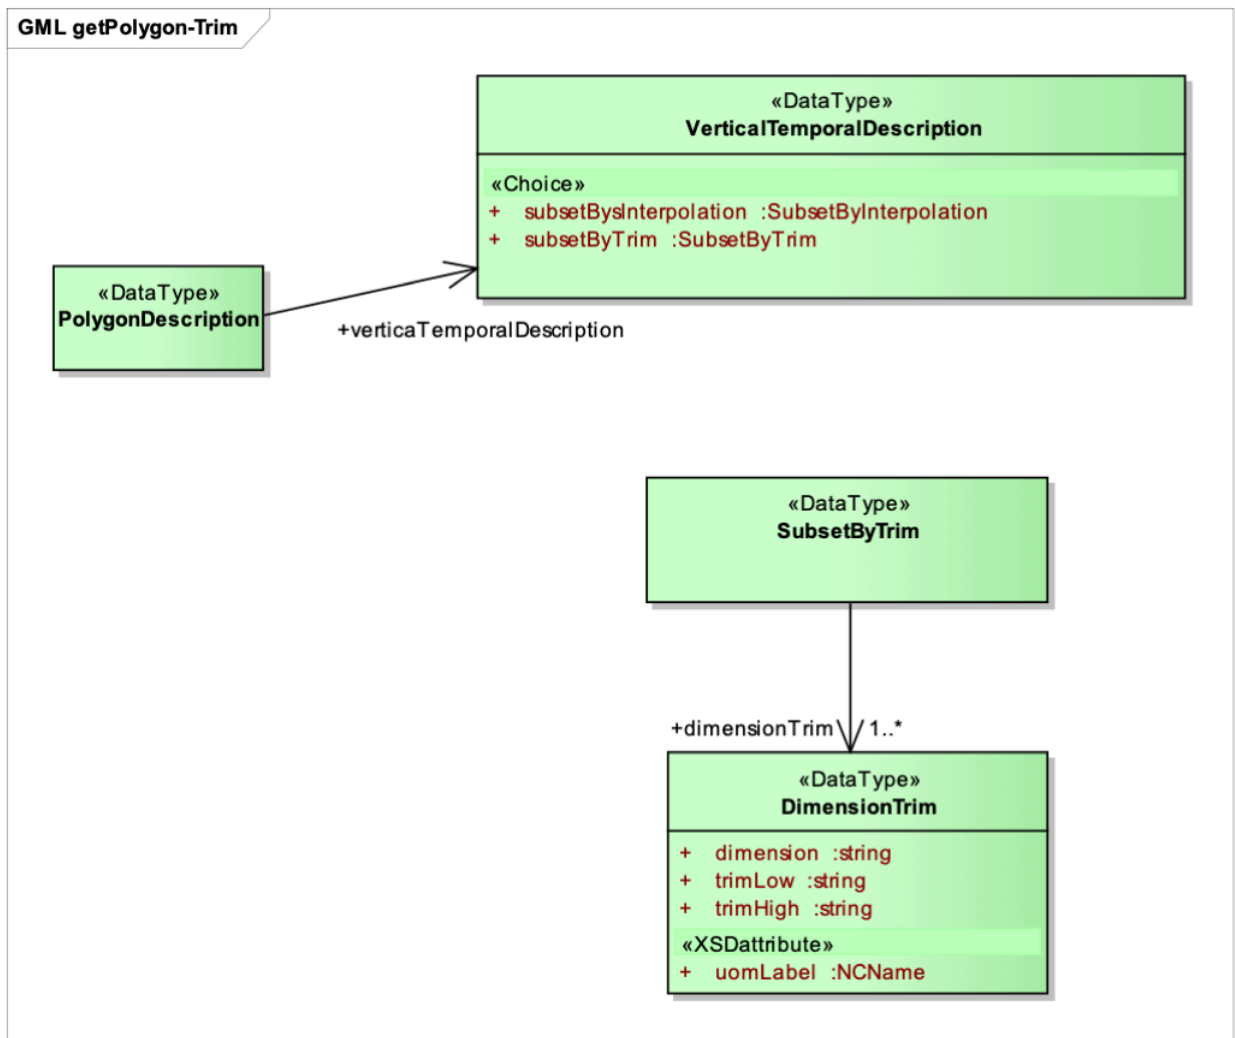 GML getPolygon-Trim
«DataType»
VerticalTemporalDescription
«Choice»
+ subsetBysInterpolation :SubsetByInterpolation
+ subsetByTrim :SubsetByTrim
«DataType»
PolygonDescription
+verticaTemporalDescription
«DataType»
SubsetByTrim
+dimensionTrim 1..*
«DataType»
DimensionTrim
+ dimension :string
+ trimLow :string
+ trimHigh :string
«XSDattribute»
+ uomLabel :NCName